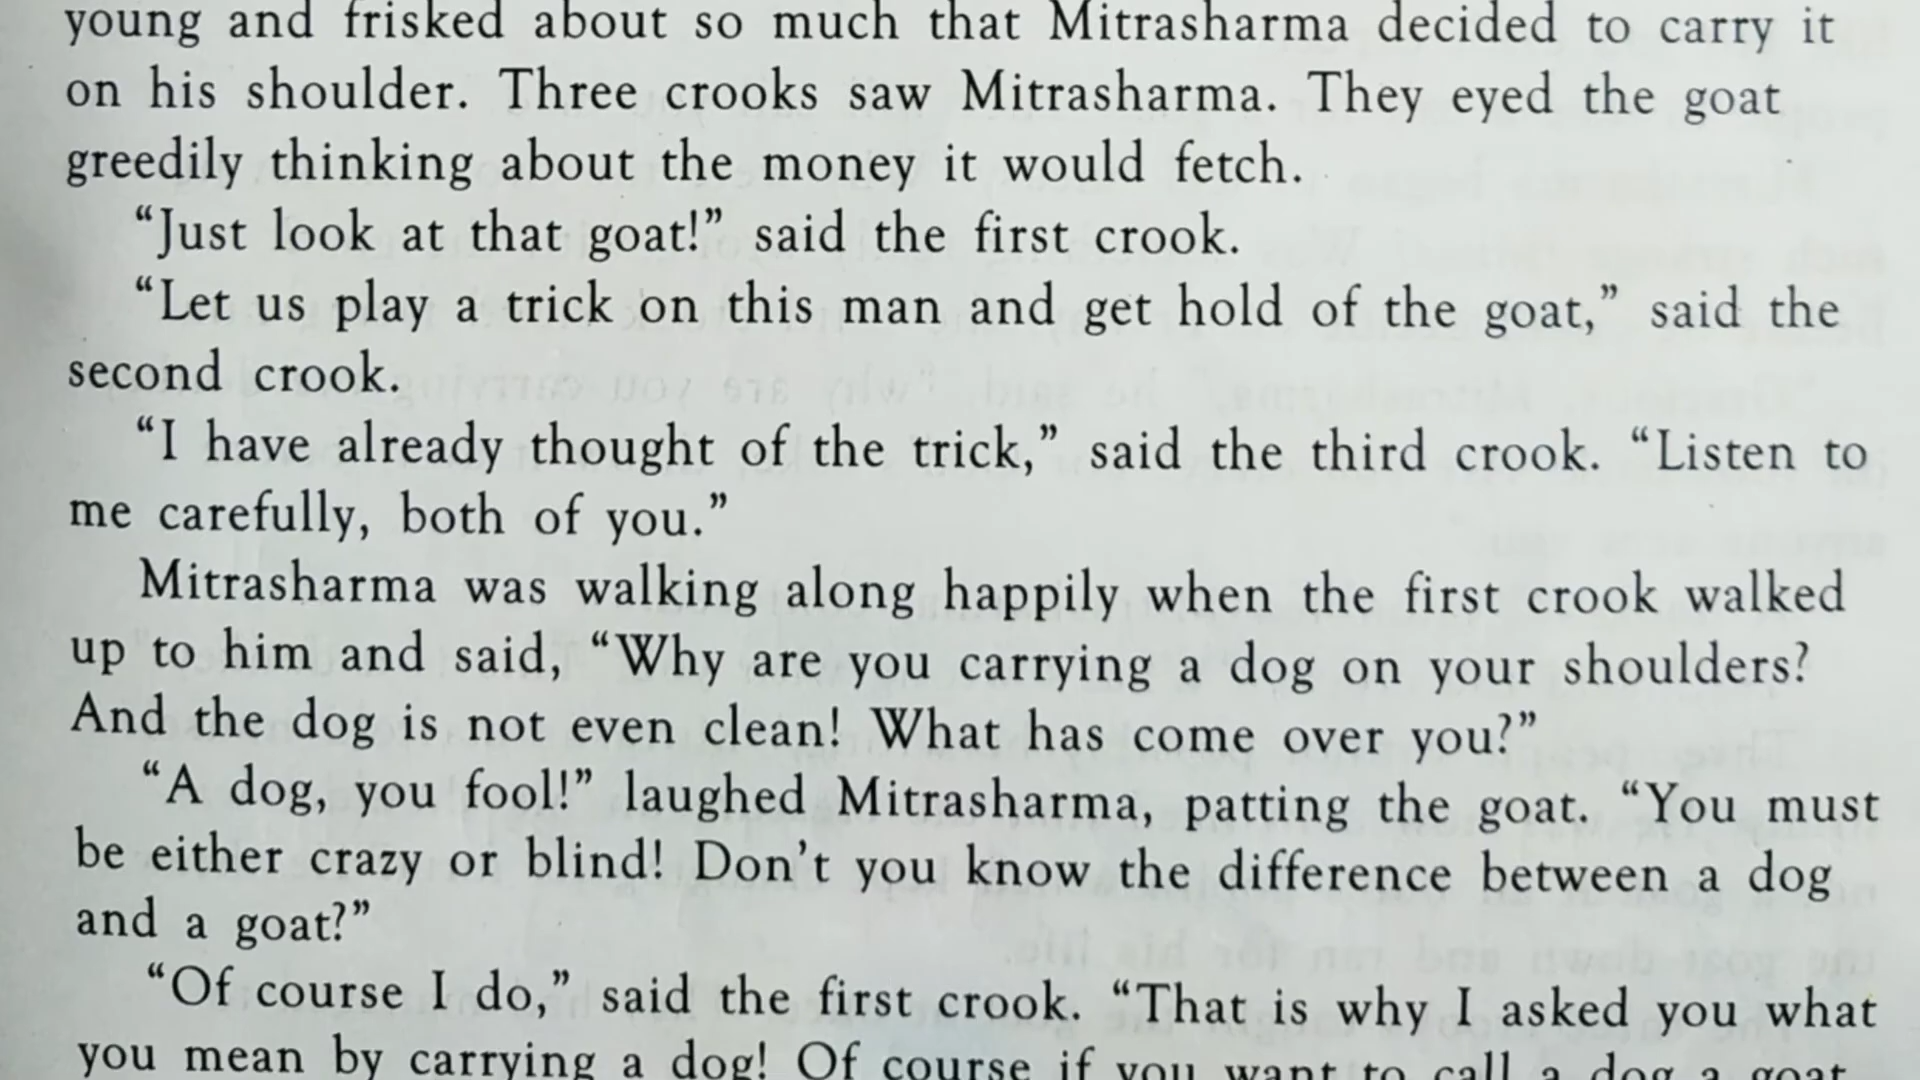 young and frisked about so much that Mitrasharma decided to carry it
on his shoulder. Three crooks saw Mitrasharma. They eyed the goat
greedily thinking about the money it would fetch.
“Just look at that goat!” said the first crook.
“Let us play a trick on this man and get hold of the goat,” said the
second crook.
“I have already thought of the trick,” said the third crook. “Listen to
me carefully, both of you.”
Mitrasharma was walking along happily when the first crook walked
up to him and said, “Why are you carrying a dog on your shoulders?
And the dog is not even clean! What has come over you?”
“A dog, you fool!” laughed Mitrasharma, patting the goat. “You must
be either crazy or blind! Don’t you know the difference between a dog
and a goat?”
“Of course I do,” said the first crook. “That is why I asked you what
you mean by carrying a dog! Of course if you want to call a dog a goat